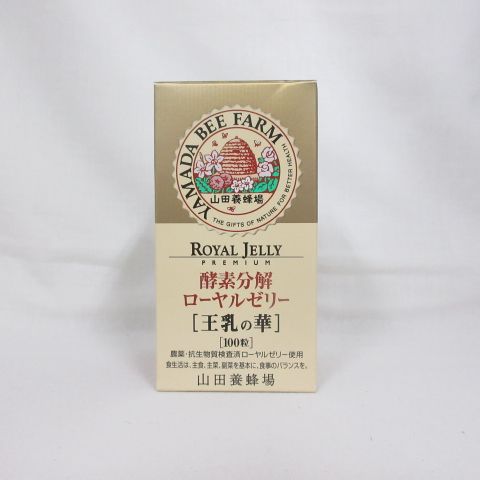 YAMADA BEE FARM
山田養蜂場
THE GIFTS OF NATURE FOR BETTER HEALTH
ROYAL JELLY
PREMIUM
酵素分解
ローヤルゼリー
[王乳の華]
[100粒]
農薬・抗生物質検査済ローヤルゼリー使用
食生活は、主食、主菜、副菜を基本に、食事のバランスを。
山田養蜂場